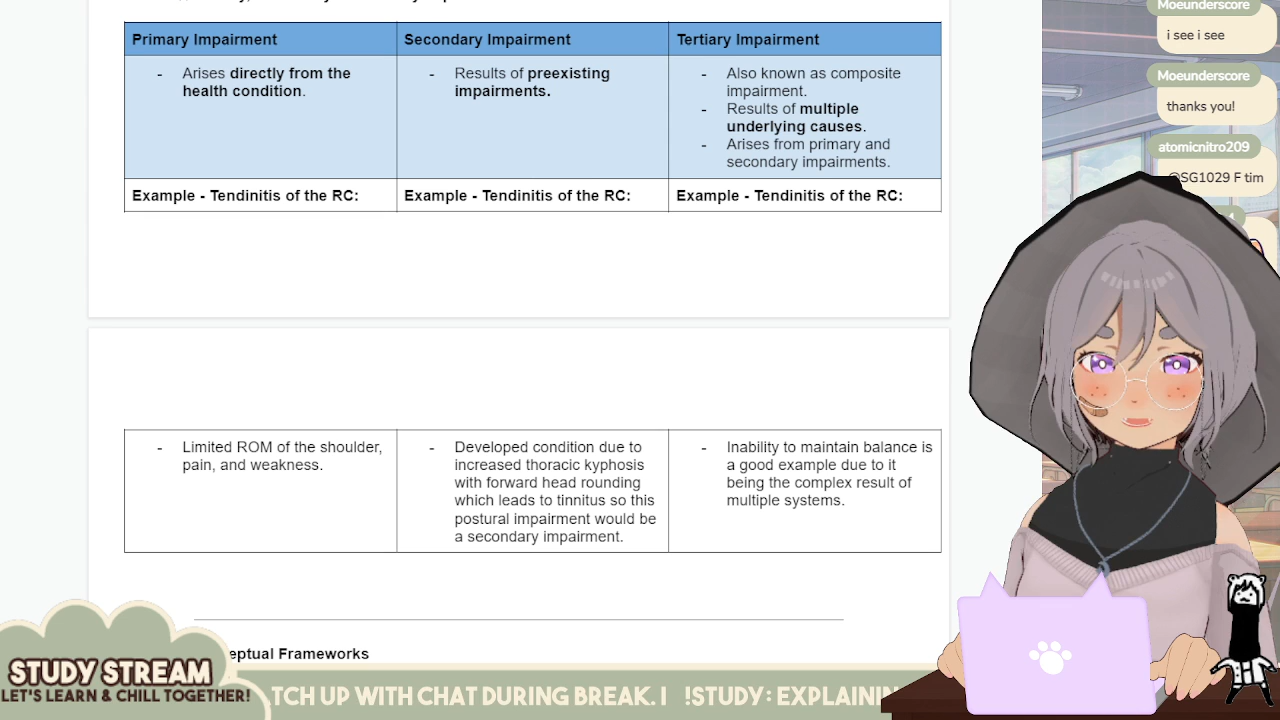 Primary Impairment
Secondary Impairment
Tertiary Impairment
- Arises directly from the
health condition.
- Results of preexisting
impairments.
- Also known as composite
impairment.
- Results of multiple
underlying causes.
- Arises from primary and
secondary impairments.
Example - Tendinitis of the RC:
Example - Tendinitis of the RC:
Example - Tendinitis of the RC:
- Limited ROM of the shoulder,
pain, and weakness.
- Developed condition due to
increased thoracic kyphosis
with forward head rounding
which leads to tinnitus so this
postural impairment would be
a secondary impairment.
- Inability to maintain balance is
a good example due to it
being the complex result of
multiple systems.
eptual Frameworks
Moeunderscore
i see i see
Moeunderscore
thanks you!
atomicnitro209
@SG1029 F tim
STUDY STREAM
LET'S LEARN & CHILL TOGETHER!
TCH UP WITH CHAT DURING BREAK. | !STUDY: EXPLAININ